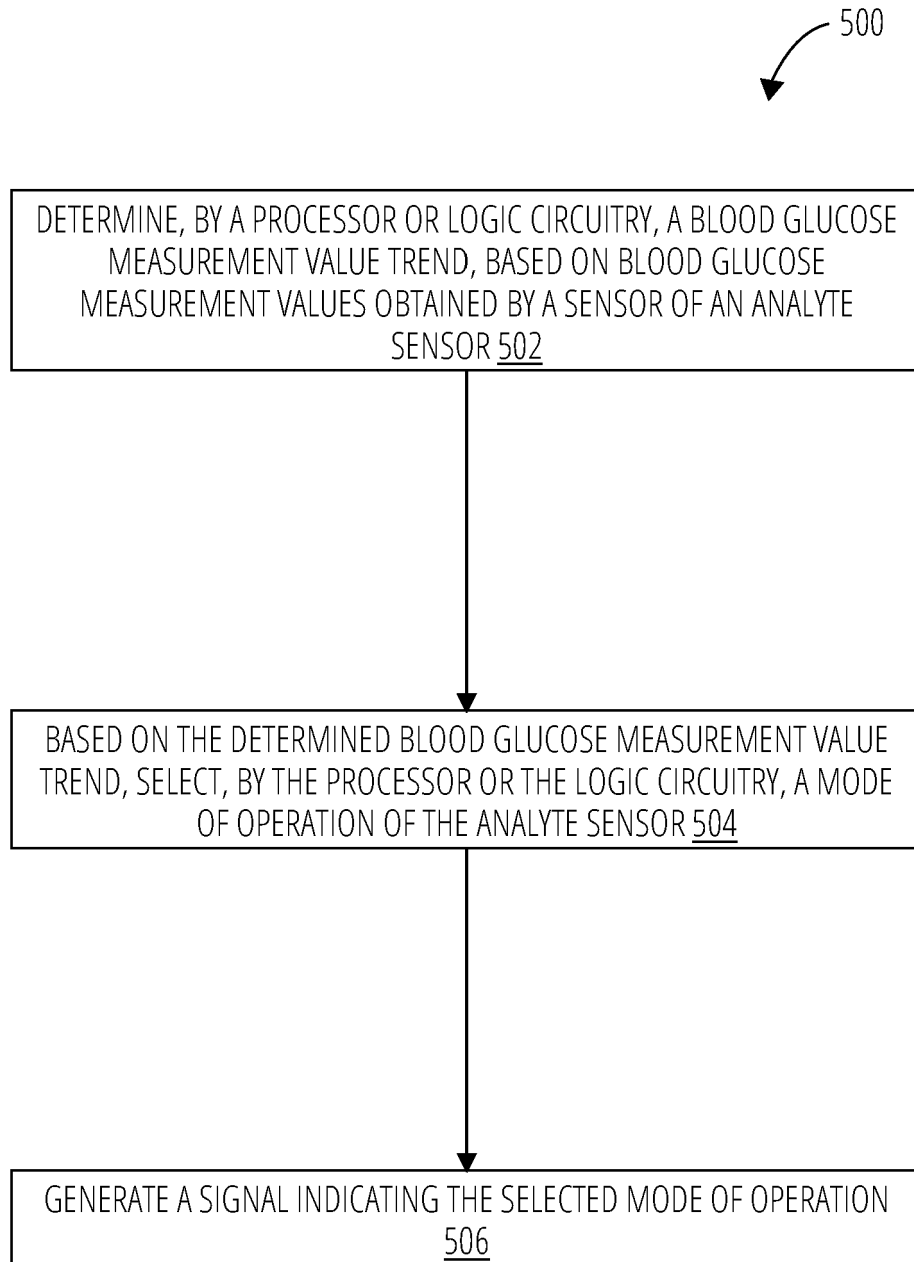 500
DETERMINE, BY A PROCESSOR OR LOGIC CIRCUITRY, A BLOOD GLUCOSE
MEASUREMENT VALUE TREND, BASED ON BLOOD GLUCOSE
MEASUREMENT VALUES OBTAINED BY A SENSOR OF AN ANALYTE
SENSOR 502
BASED ON THE DETERMINED BLOOD GLUCOSE MEASUREMENT VALUE
TREND, SELECT, BY THE PROCESSOR OR THE LOGIC CIRCUITRY, A MODE
OF OPERATION OF THE ANALYTE SENSOR 504
GENERATE A SIGNAL INDICATING THE SELECTED MODE OF OPERATION
506